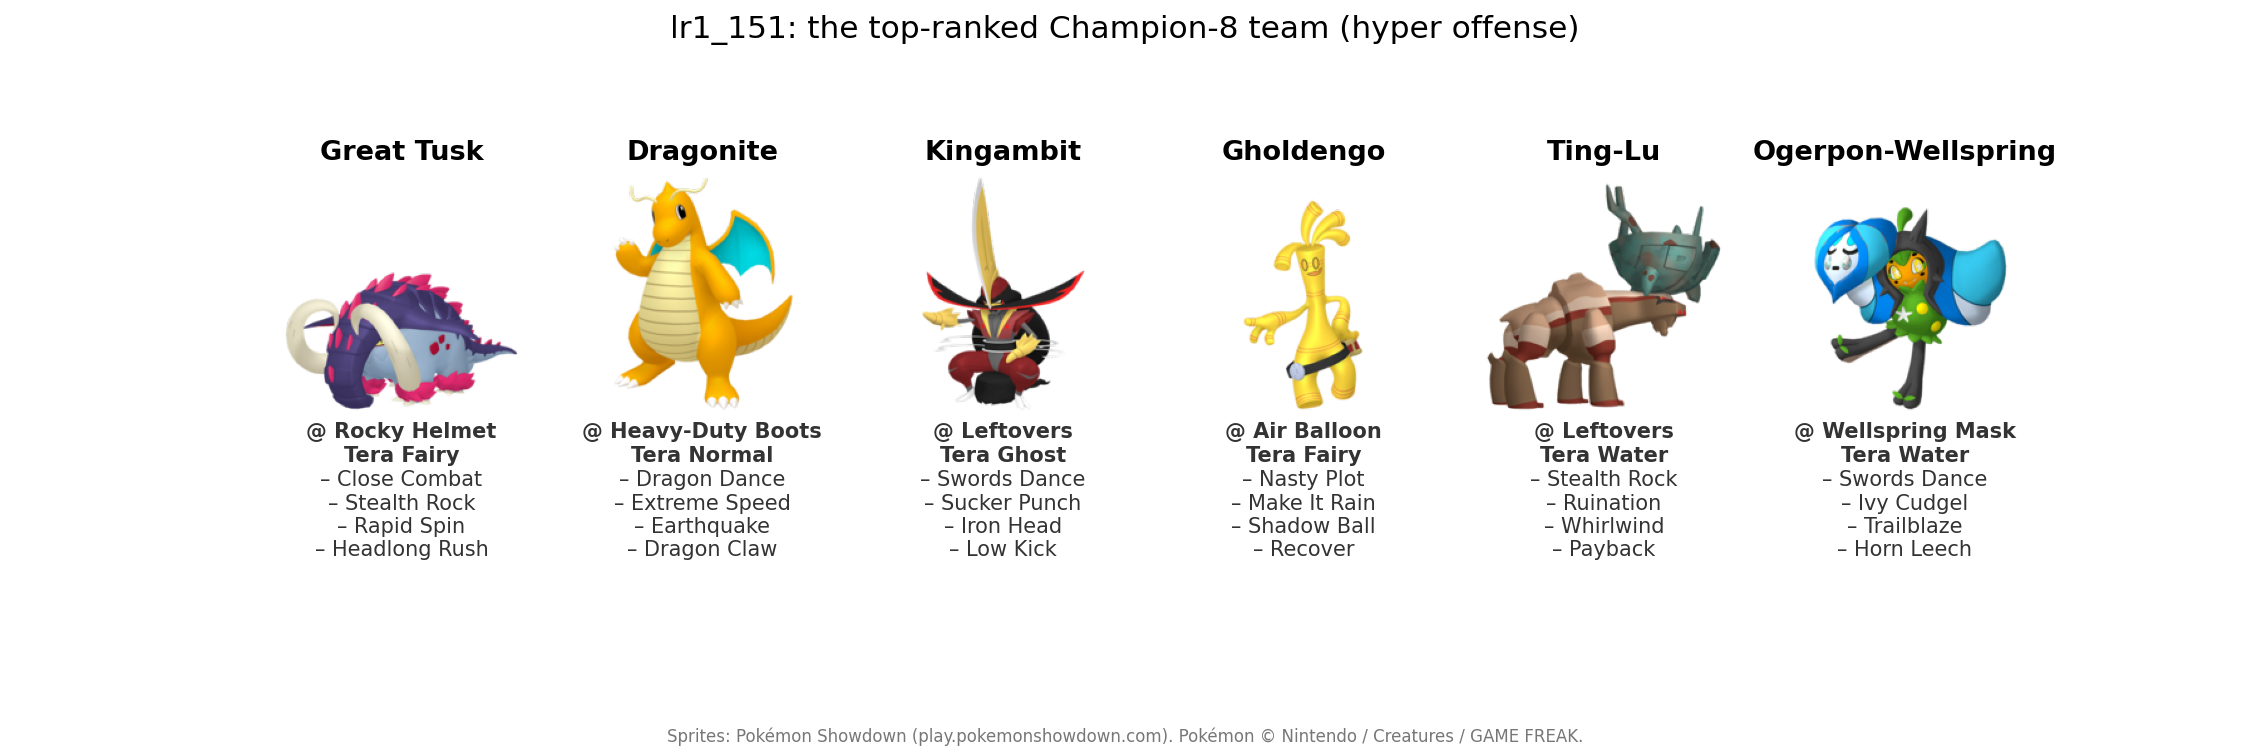 lr1_151: the top-ranked Champion-8 team (hyper offense)
Great Tusk
@ Rocky Helmet
Tera Fairy
– Close Combat
– Stealth Rock
– Rapid Spin
– Headlong Rush
Dragonite
@ Heavy-Duty Boots
Tera Normal
– Dragon Dance
– Extreme Speed
– Earthquake
– Dragon Claw
Kingambit
@ Leftovers
Tera Ghost
– Swords Dance
– Sucker Punch
– Iron Head
– Low Kick
Gholdengo
@ Air Balloon
Tera Fairy
– Nasty Plot
– Make It Rain
– Shadow Ball
– Recover
Ting-Lu
@ Leftovers
Tera Water
– Stealth Rock
– Ruination
– Whirlwind
– Payback
Ogerpon-Wellspring
@ Wellspring Mask
Tera Water
– Swords Dance
– Ivy Cudgel
– Trailblaze
– Horn Leech
Sprites: Pokémon Showdown (play.pokemonshowdown.com). Pokémon © Nintendo / Creatures / GAME FREAK.